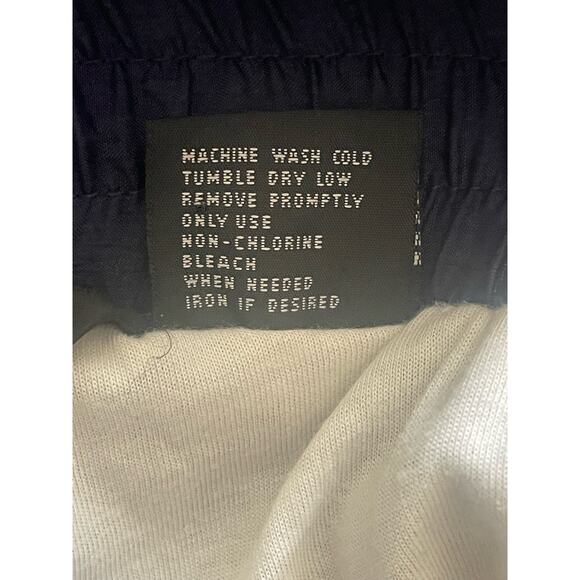 MACHINE WASH COLD
TUMBLE DRY LOW
REMOVE PROMPTLY
ONLY USE
NON-CHLORINE
BLEACH
WHEN NEEDED
IRON IF DESIRED